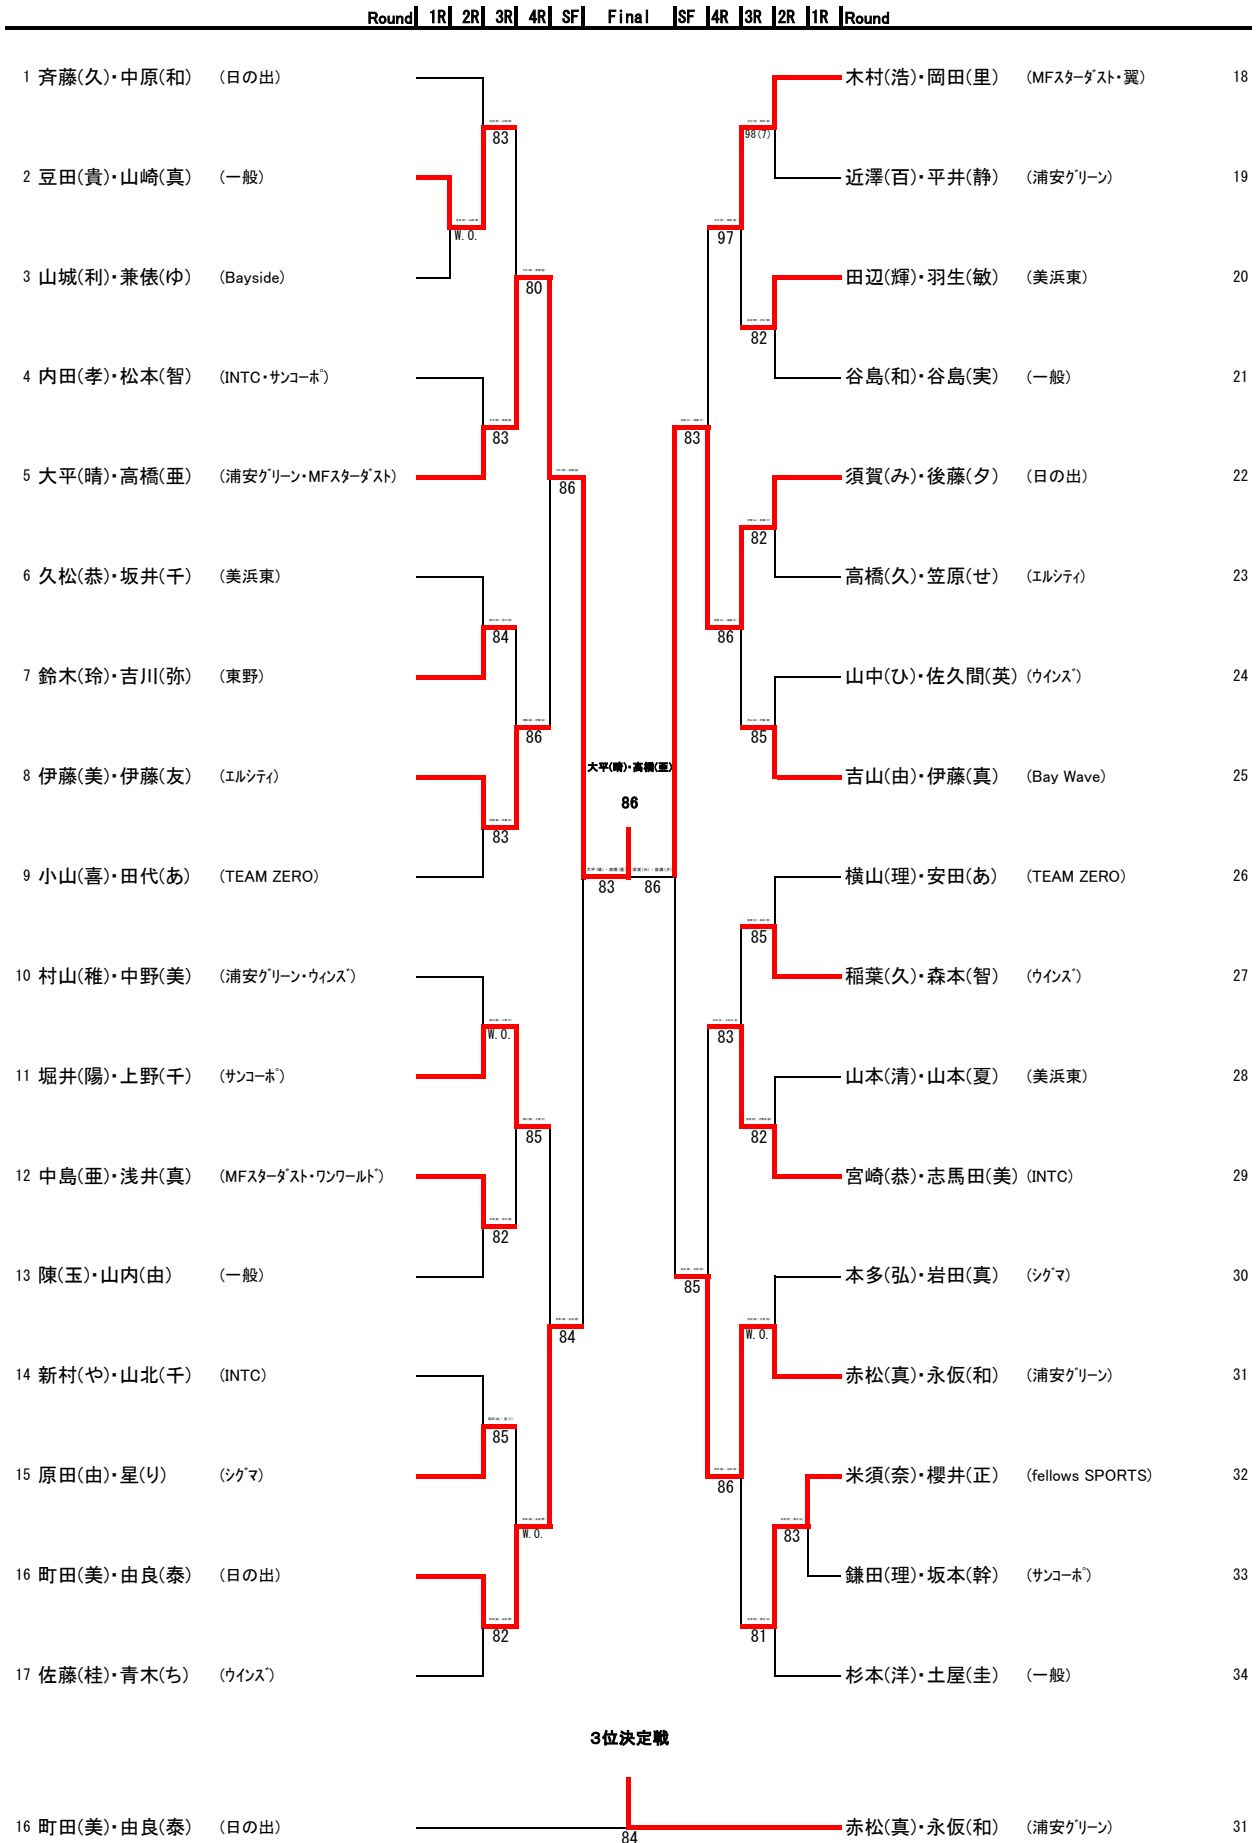 Round 1R 2R 3R 4R SF Final SF 4R 3R 2R 1R Round
1 斉藤(久)・中原(和) (日の出) 木村(浩)・岡田(里) (MFスターダスト・翼) 18
83 98(7)
2 豆田(貴)・山崎(真) (一般) 近澤(百)・平井(静) (浦安グリーン) 19
W.O. 97
3 山城(利)・兼俵(ゆ) (Bayside) 田辺(輝)・羽生(敏) (美浜東) 20
80 82
4 内田(孝)・松本(智) (INTC・サンコーポ) 谷島(和)・谷島(実) (一般) 21
83 83
5 大平(晴)・高橋(亜) (浦安グリーン・MFスターダスト) 須賀(み)・後藤(夕) (日の出) 22
86 82
6 久松(恭)・坂井(千) (美浜東) 高橋(久)・笠原(せ) (エルシティ) 23
84 86
7 鈴木(玲)・吉川(弥) (東野) 山中(ひ)・佐久間(英) (ウインズ) 24
86 85
大平(晴)・高橋(亜)
8 伊藤(美)・伊藤(友) (エルシティ) 吉山(由)・伊藤(真) (Bay Wave) 25
86
83
9 小山(喜)・田代(あ) (TEAM ZERO) 大平(晴)・高橋(亜) 須賀(み)・後藤(夕) 横山(理)・安田(あ) (TEAM ZERO) 26
83 86
85
10 村山(稚)・中野(美) (浦安グリーン・ウィンズ) 稲葉(久)・森本(智) (ウインズ) 27
W.O. 83
11 堀井(陽)・上野(千) (サンコーポ) 山本(清)・山本(夏) (美浜東) 28
85 82
12 中島(亜)・浅井(真) (MFスターダスト・ワンワールド) 宮崎(恭)・志馬田(美) (INTC) 29
82
13 陳(玉)・山内(由) (一般) 本多(弘)・岩田(真) (シグマ) 30
85
84 W.O.
14 新村(や)・山北(千) (INTC) 赤松(真)・永仮(和) (浦安グリーン) 31
85
15 原田(由)・星(り) (シグマ) 米須(奈)・櫻井(正) (fellows SPORTS) 32
86
W.O. 83
16 町田(美)・由良(泰) (日の出) 鎌田(理)・坂本(幹) (サンコーポ) 33
82 81
17 佐藤(桂)・青木(ち) (ウインズ) 杉本(洋)・土屋(圭) (一般) 34
3位決定戦
16 町田(美)・由良(泰) (日の出) 赤松(真)・永仮(和) (浦安グリーン) 31
84